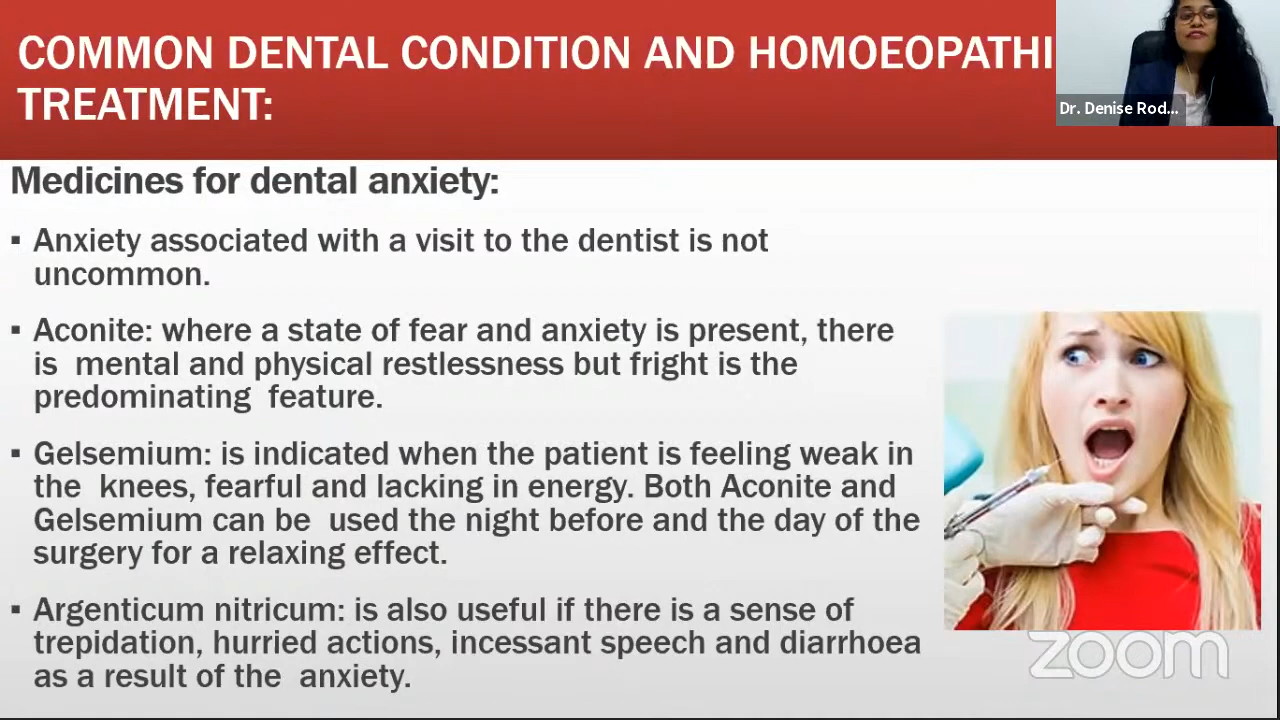 COMMON DENTAL CONDITION AND HOMOEOPATHI
TREATMENT:
Dr. Denise Rod...
Medicines for dental anxiety:
▪ Anxiety associated with a visit to the dentist is not
uncommon.
▪ Aconite: where a state of fear and anxiety is present, there
is mental and physical restlessness but fright is the
predominating feature.
▪ Gelsemium: is indicated when the patient is feeling weak in
the knees, fearful and lacking in energy. Both Aconite and
Gelsemium can be used the night before and the day of the
surgery for a relaxing effect.
▪ Argenticum nitricum: is also useful if there is a sense of
trepidation, hurried actions, incessant speech and diarrhoea
as a result of the anxiety.
zoom